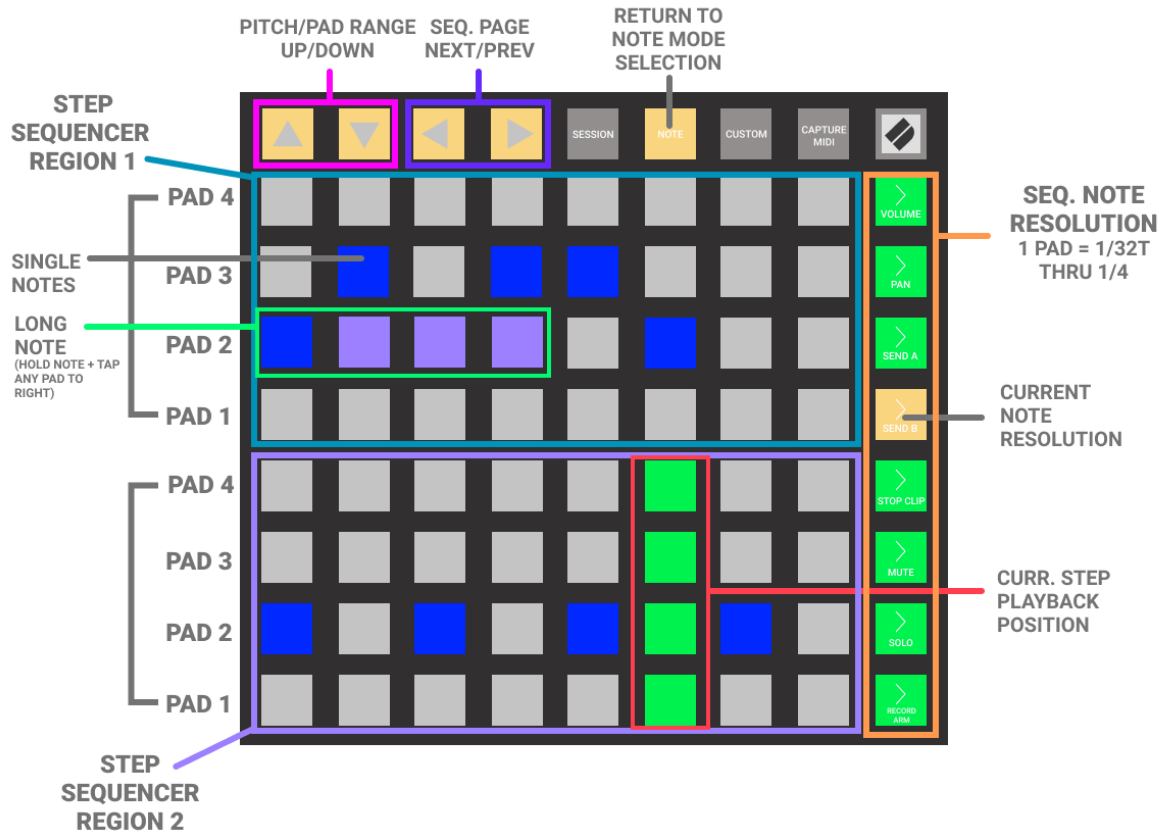 PITCH/PAD RANGE
UP/DOWN
SEQ. PAGE
NEXT/PREV
RETURN TO
NOTE MODE
SELECTION
STEP
SEQUENCER
REGION 1
SESSION
NOTE
CUSTOM
CAPTURE
MIDI
PAD 4
VOLUME
SEQ. NOTE
RESOLUTION
1 PAD = 1/32T
THRU 1/4
SINGLE
NOTES
PAD 3
PAN
LONG
NOTE
(HOLD NOTE + TAP
ANY PAD TO
RIGHT)
PAD 2
SEND A
PAD 1
SEND B
CURRENT
NOTE
RESOLUTION
PAD 4
STOP CLIP
PAD 3
MUTE
CURR. STEP
PLAYBACK
POSITION
PAD 2
SOLO
PAD 1
RECORD
ARM
STEP
SEQUENCER
REGION 2